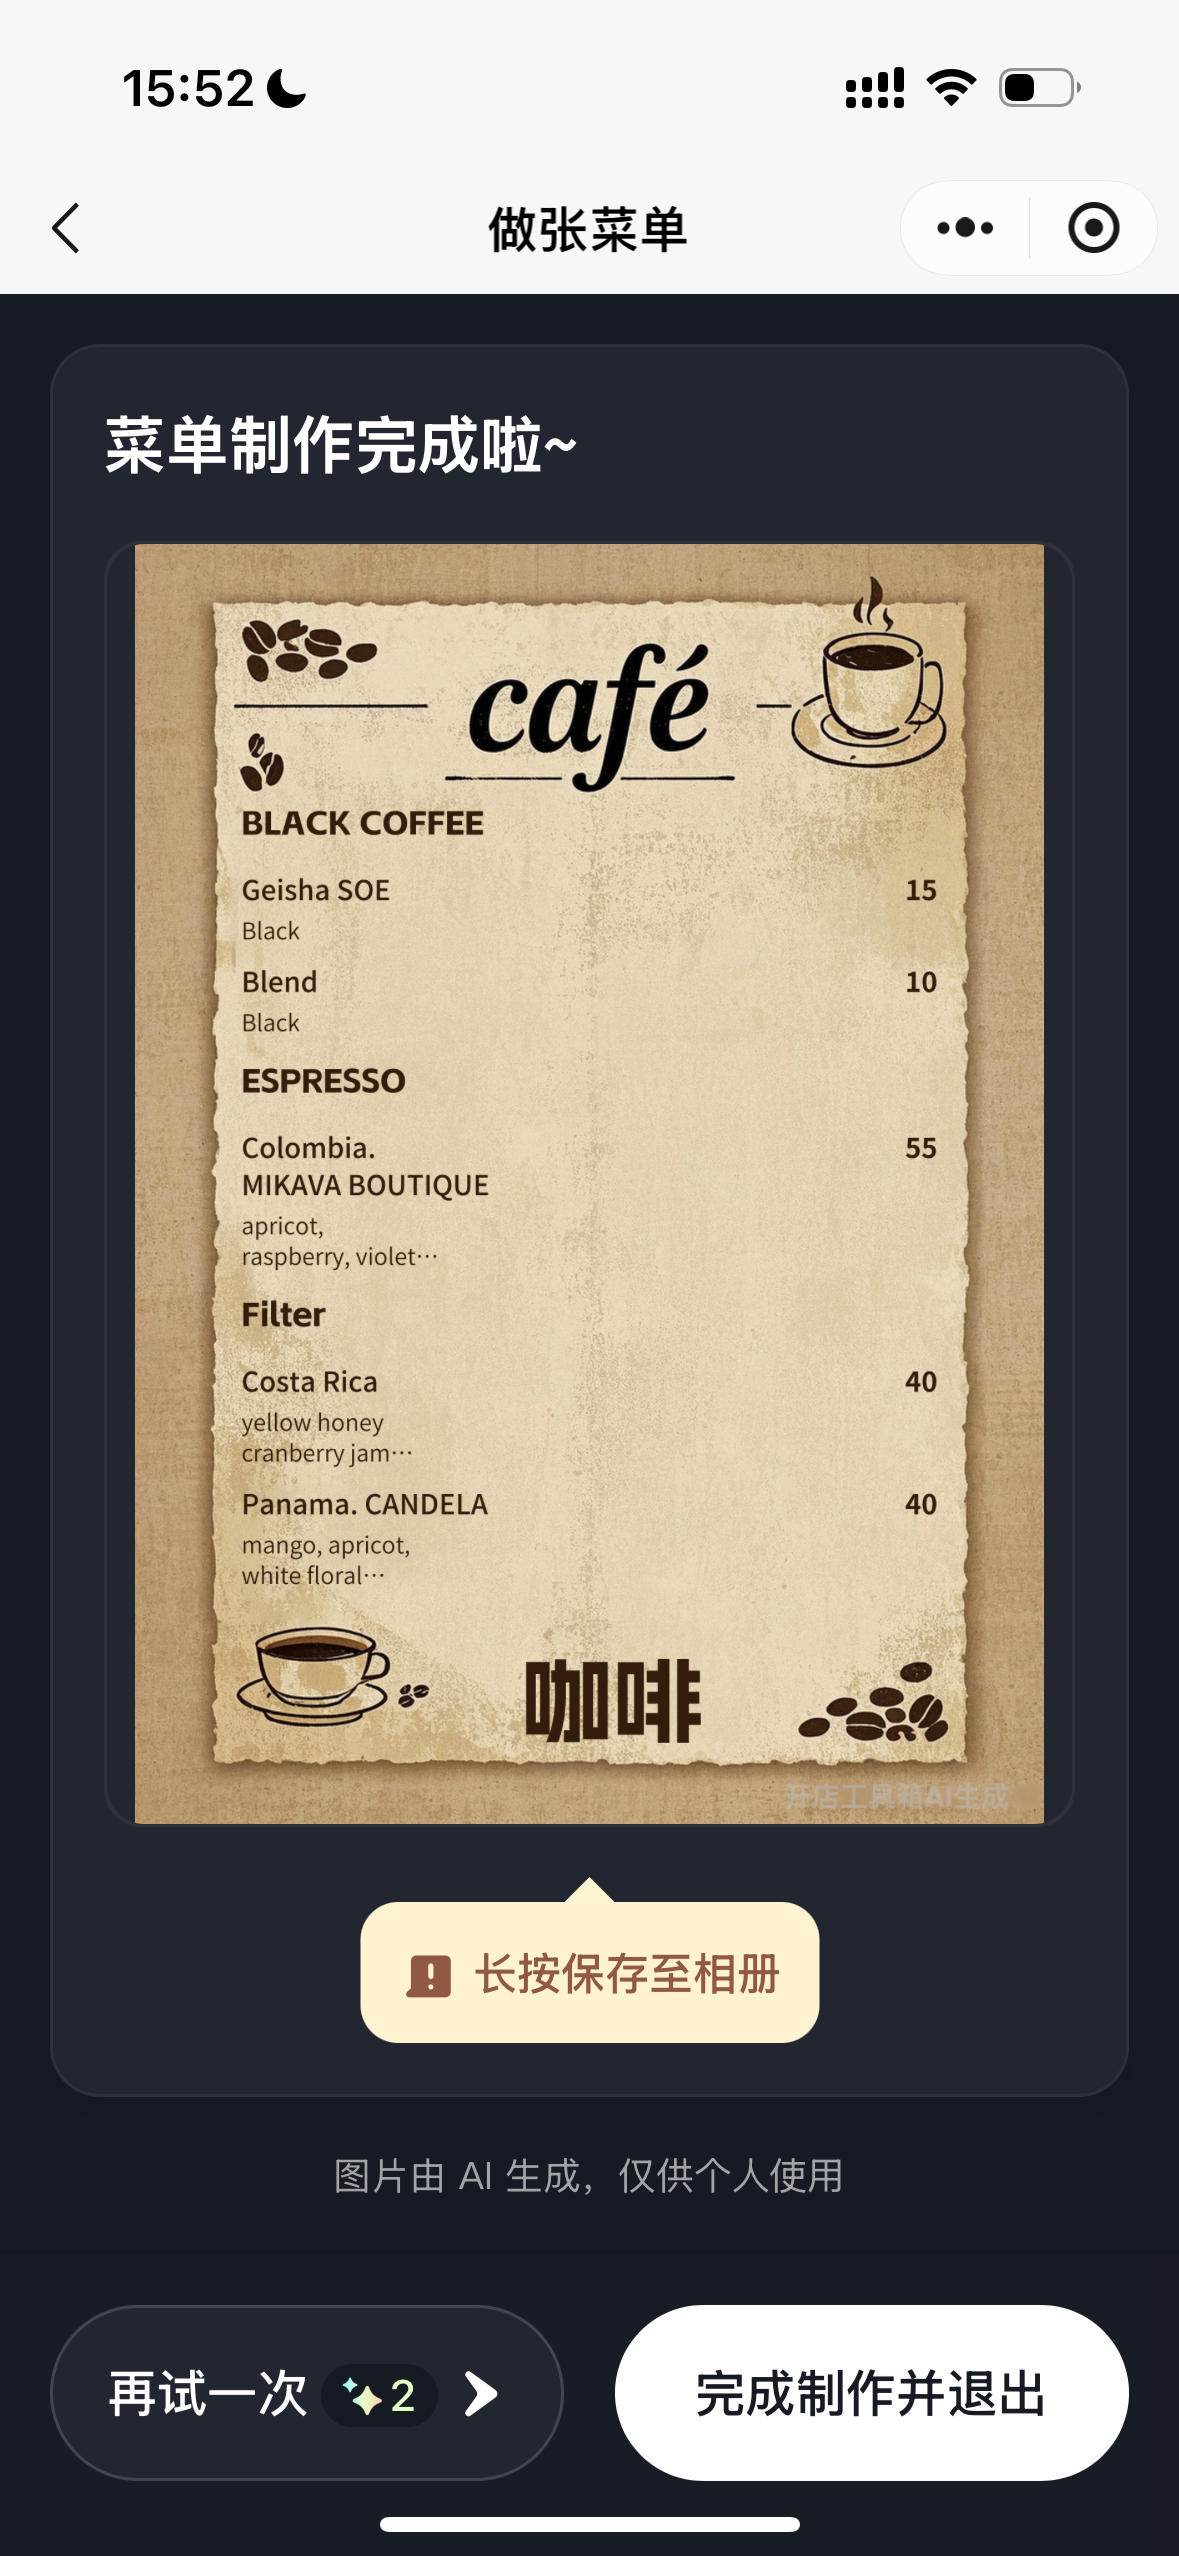 15:52
做张菜单
菜单制作完成啦~
café
BLACK COFFEE
Geisha SOE 15
Black
Blend 10
Black
ESPRESSO
Colombia. 55
MIKAVA BOUTIQUE
apricot,
raspberry, violet···
Filter
Costa Rica 40
yellow honey
cranberry jam···
Panama. CANDELA 40
mango, apricot,
white floral···
咖啡
开店工具箱AI生成
长按保存至相册
图片由 AI 生成，仅供个人使用
再试一次 2
完成制作并退出